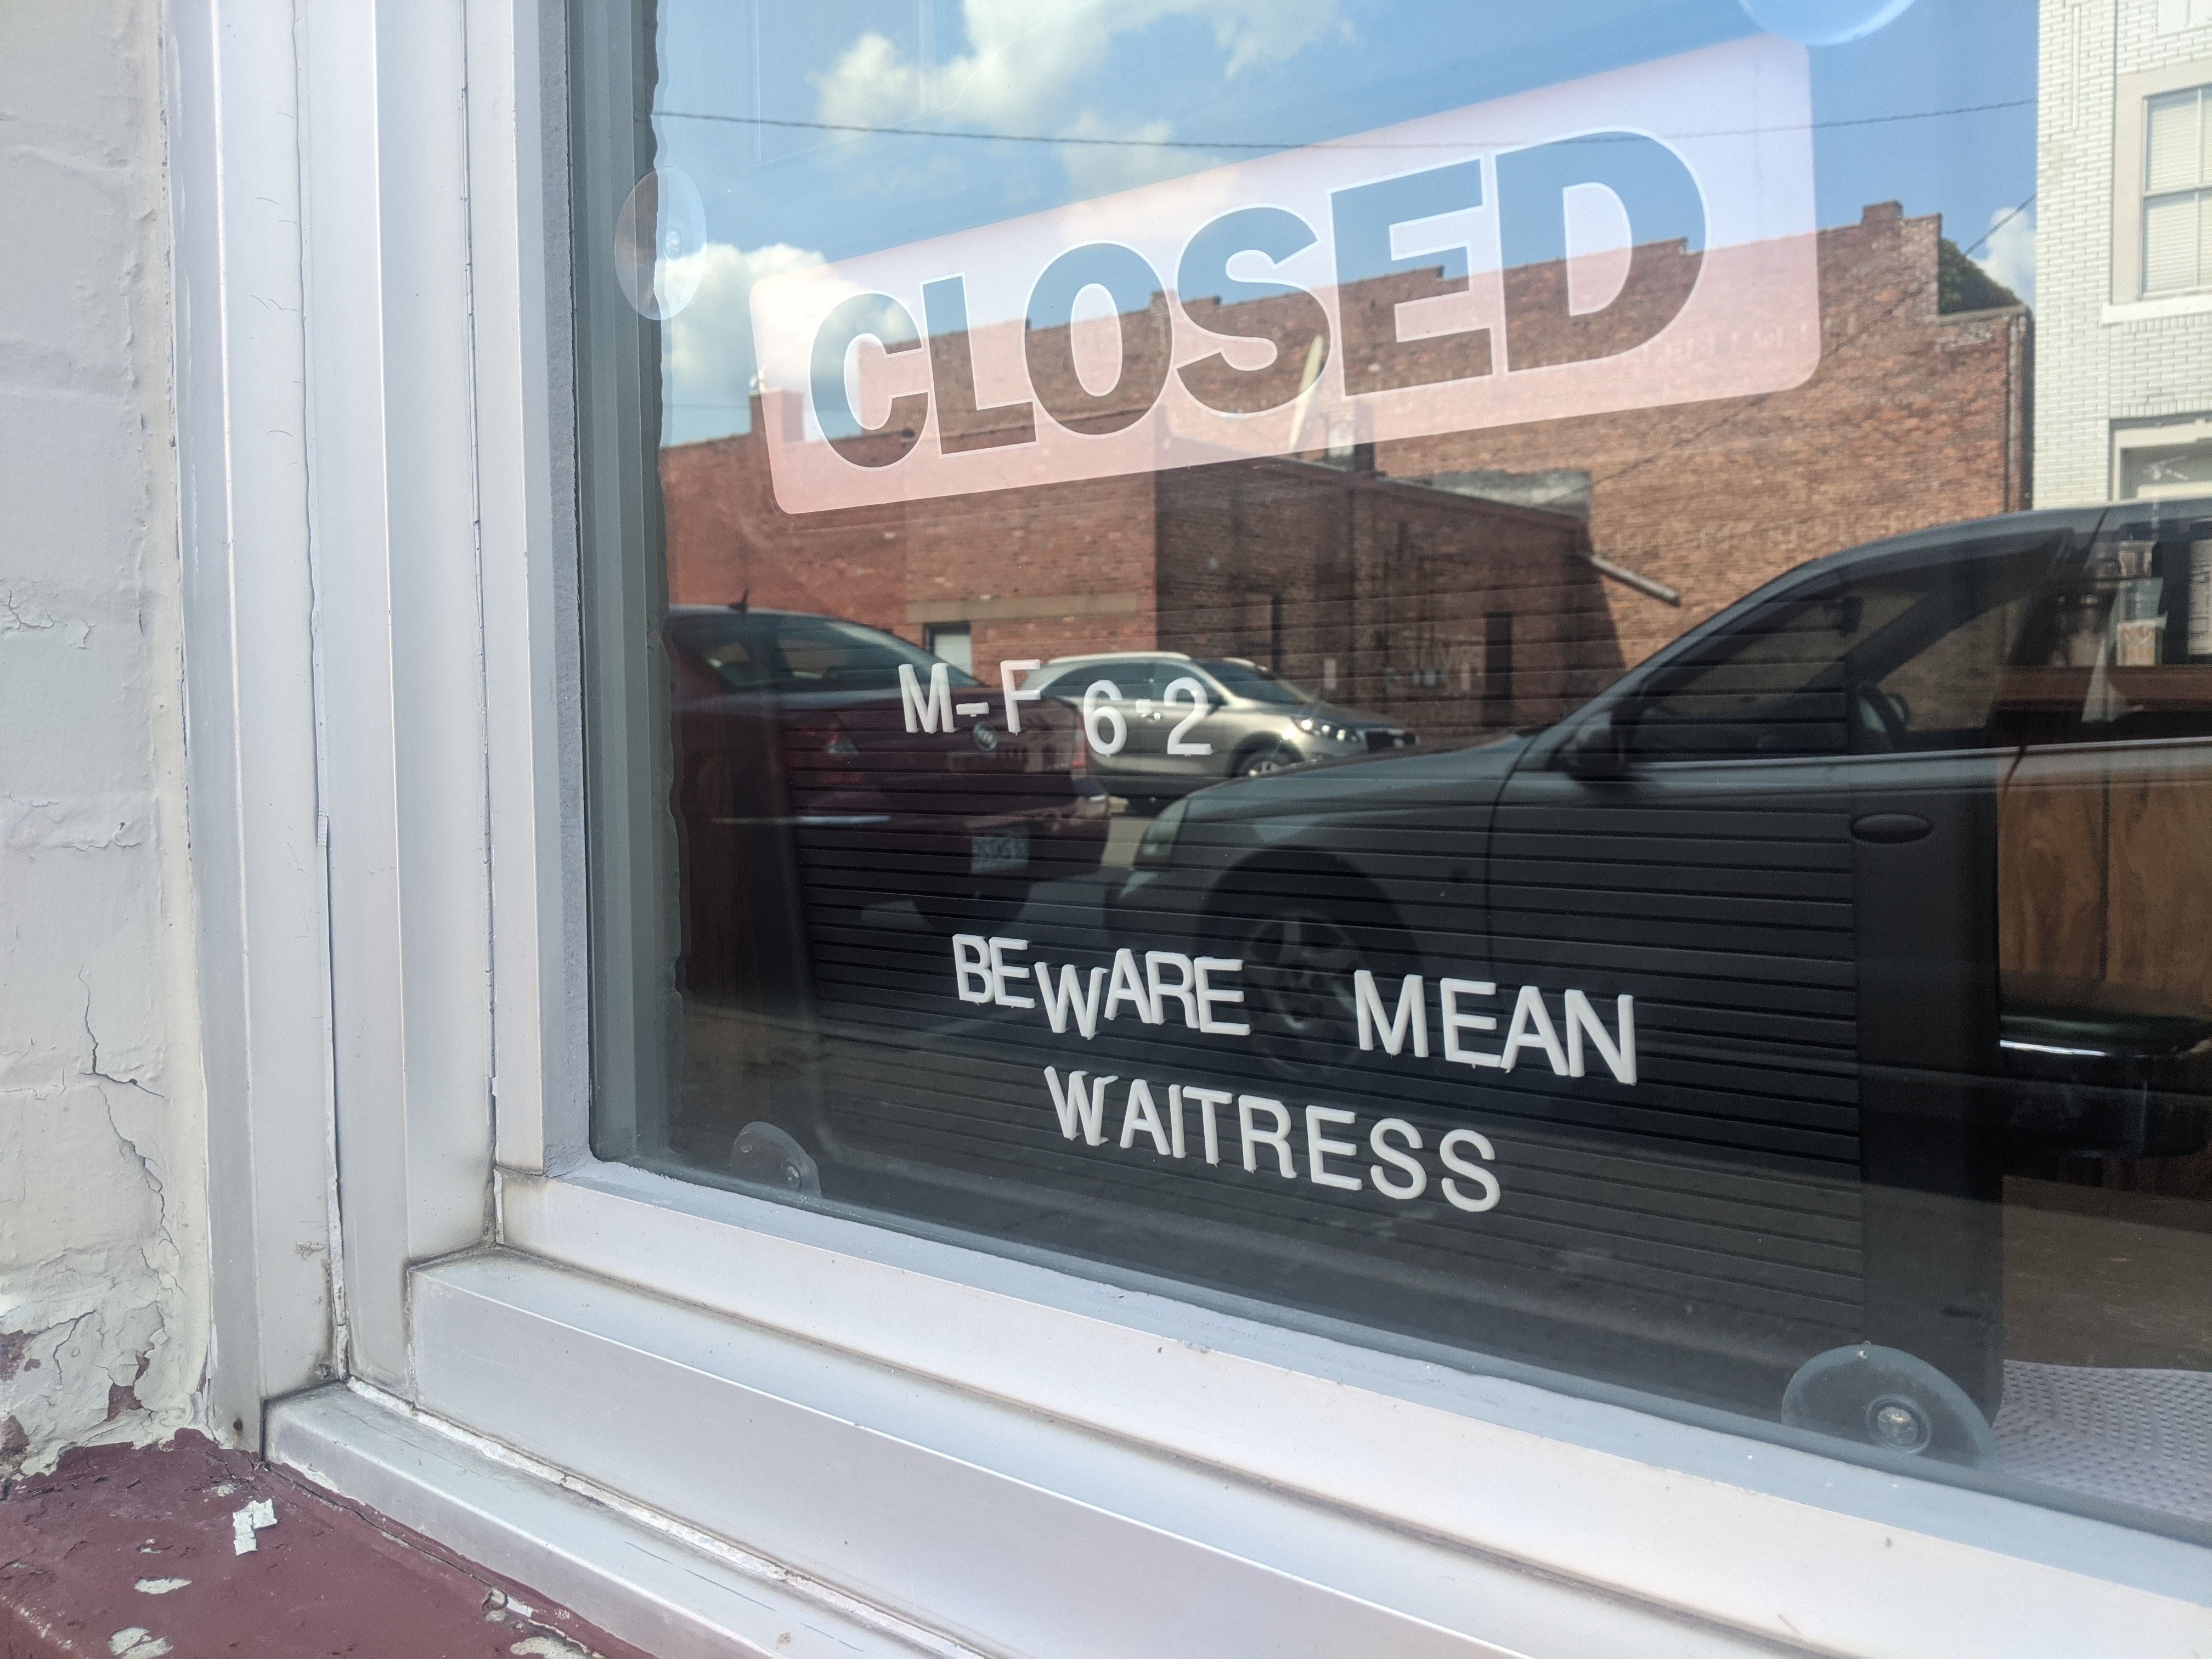 CLOSED
M-F 6-2
BEWARE MEAN
WAITRESS